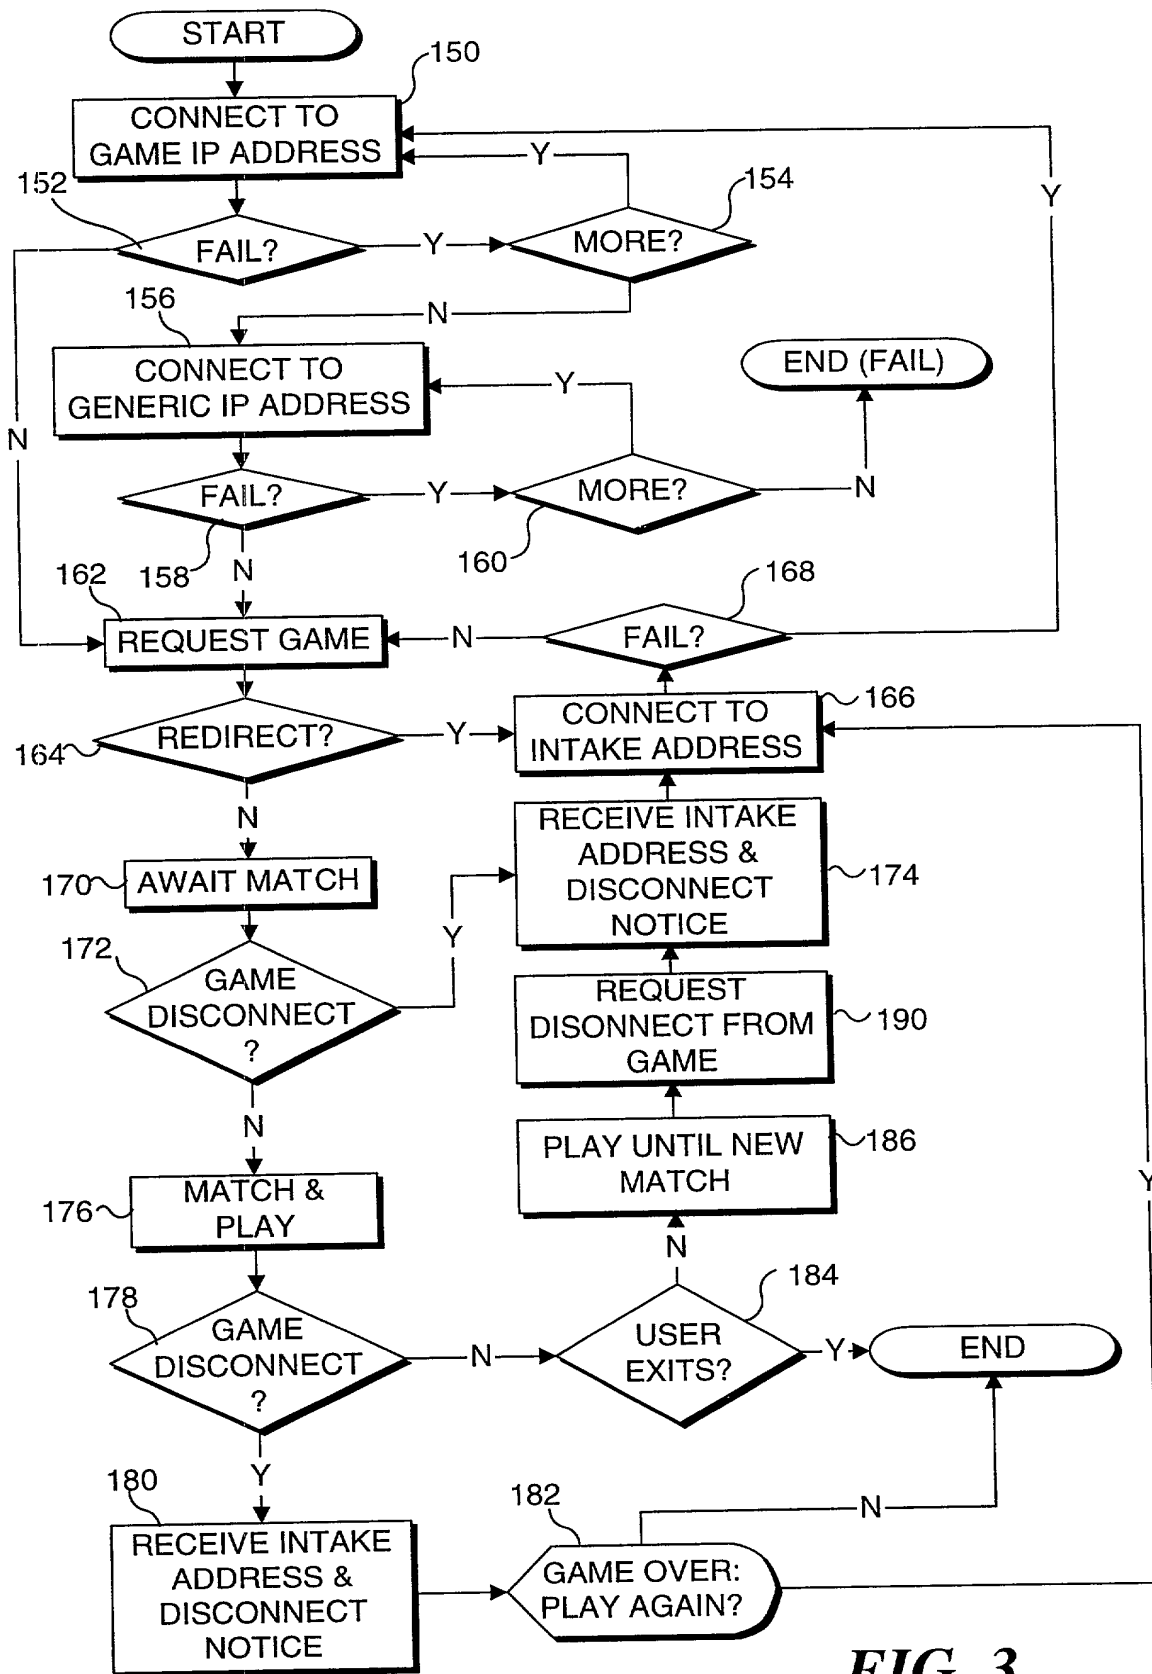 START
150
CONNECT TO
GAME IP ADDRESS
Y
152
154
Y
FAIL?
Y
MORE?
156
N
CONNECT TO
GENERIC IP ADDRESS
Y
END (FAIL)
N
FAIL?
Y
MORE?
N
158
160
N
162
168
REQUEST GAME
N
FAIL?
166
CONNECT TO
INTAKE ADDRESS
164
REDIRECT?
Y
N
RECEIVE INTAKE
ADDRESS &
DISCONNECT
NOTICE
174
170
AWAIT MATCH
Y
172
GAME
DISCONNECT
?
REQUEST
DISONNECT FROM
GAME
190
N
PLAY UNTIL NEW
MATCH
186
Y
176
MATCH &
PLAY
N
178
184
GAME
DISCONNECT
?
N
USER
EXITS?
Y
END
Y
180
182
N
RECEIVE INTAKE
ADDRESS &
DISCONNECT
NOTICE
GAME OVER:
PLAY AGAIN?
FIG. 3